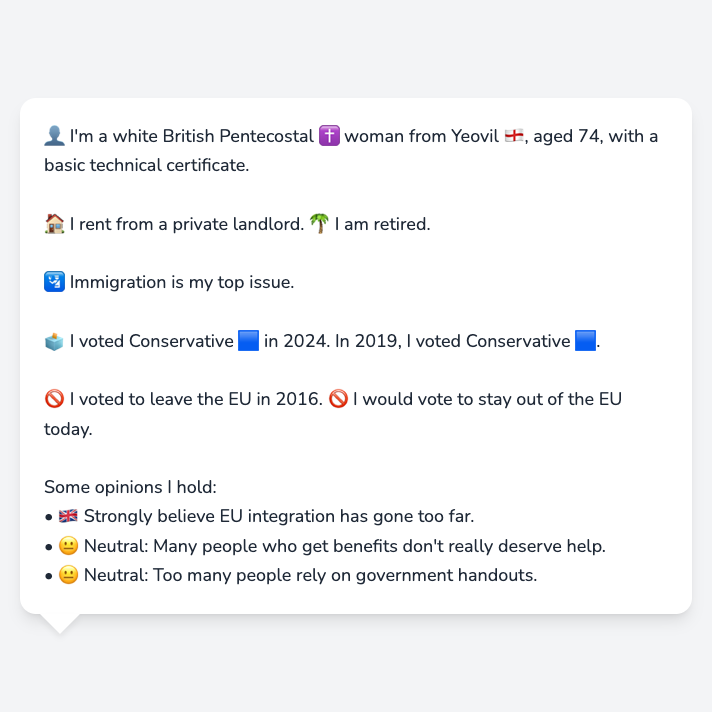 👤 I'm a white British Pentecostal ✝️ woman from Yeovil 🏴󠁧󠁢󠁥󠁮󠁧󠁿, aged 74, with a
basic technical certificate.
🏠 I rent from a private landlord. 🌴 I am retired.
🛂 Immigration is my top issue.
🗳️ I voted Conservative 🟦 in 2024. In 2019, I voted Conservative 🟦.
🚫 I voted to leave the EU in 2016. 🚫 I would vote to stay out of the EU
today.
Some opinions I hold:
• 🇬🇧 Strongly believe EU integration has gone too far.
• 😐 Neutral: Many people who get benefits don't really deserve help.
• 😐 Neutral: Too many people rely on government handouts.